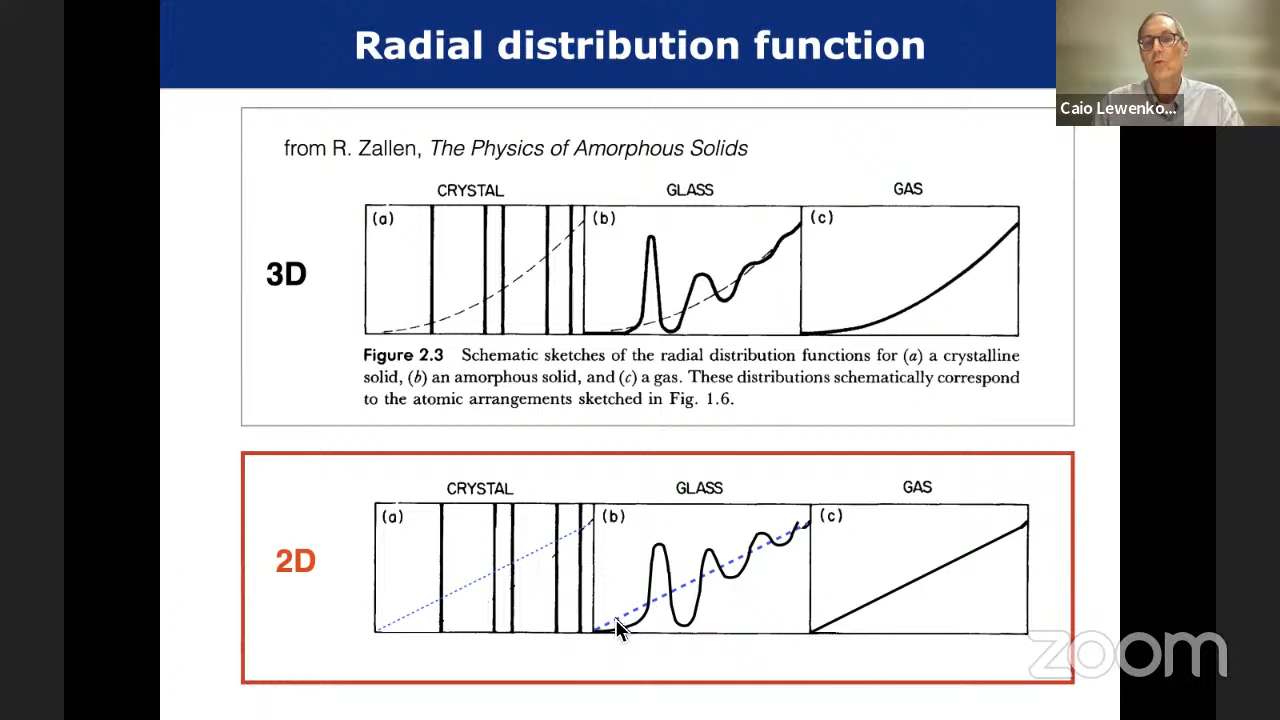 Radial distribution function
Caio Lewenko...
from R. Zallen, The Physics of Amorphous Solids
CRYSTAL GLASS GAS
(a) (b) (c)
3D
Figure 2.3 Schematic sketches of the radial distribution functions for (a) a crystalline
solid, (b) an amorphous solid, and (c) a gas. These distributions schematically correspond
to the atomic arrangements sketched in Fig. 1.6.
CRYSTAL GLASS GAS
(a) (b) (c)
2D
zoom